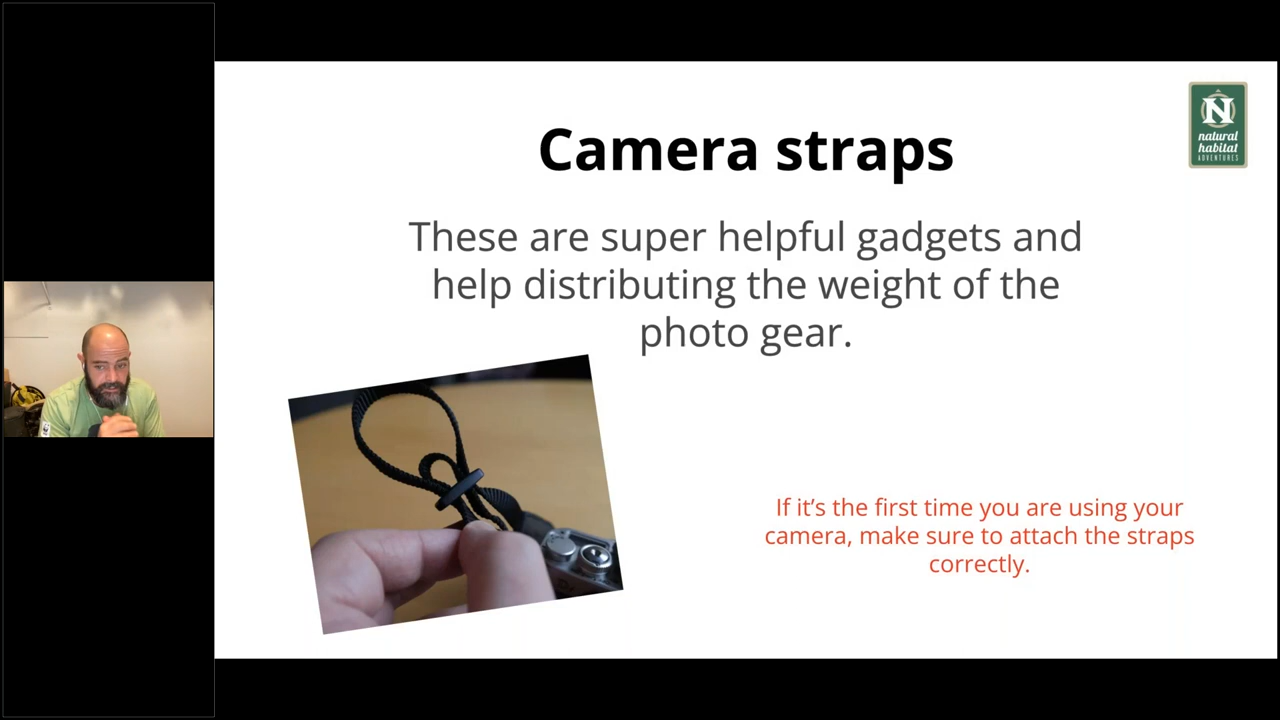 Camera straps
N
natural
habitat
ADVENTURES
These are super helpful gadgets and
help distributing the weight of the
photo gear.
If it’s the first time you are using your
camera, make sure to attach the straps
correctly.